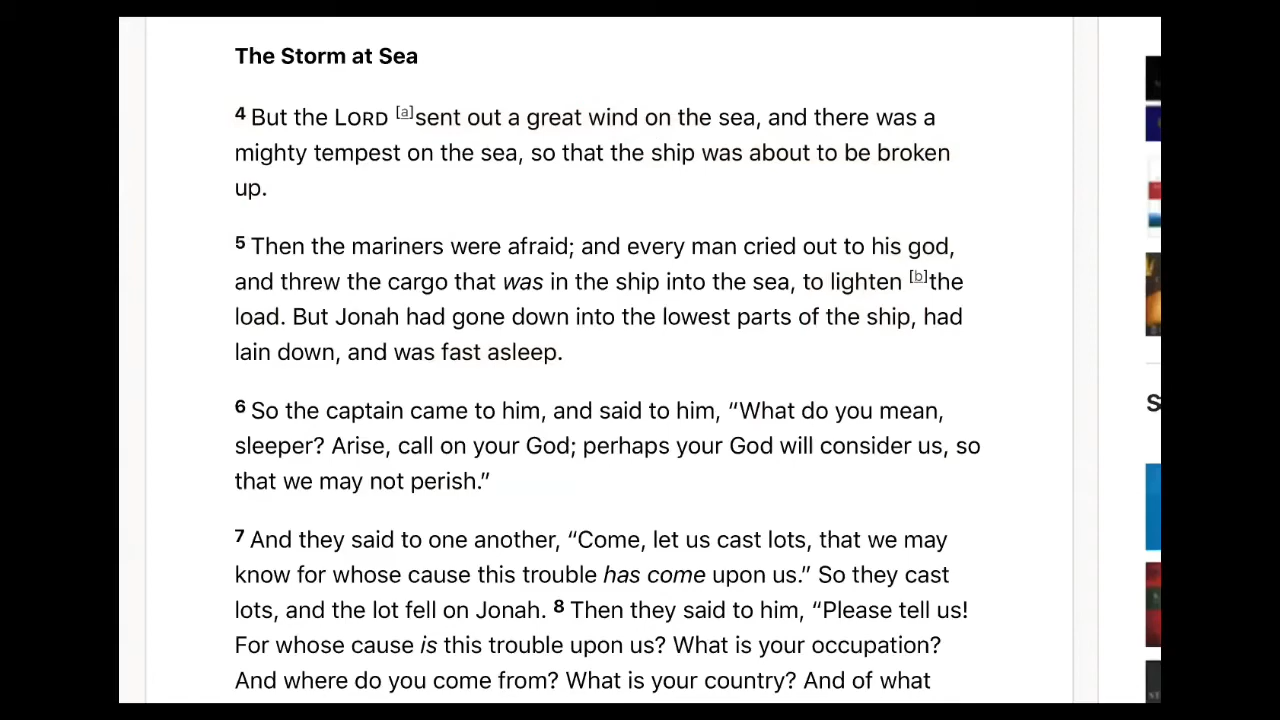 The Storm at Sea
4 But the LORD [a]sent out a great wind on the sea, and there was a
mighty tempest on the sea, so that the ship was about to be broken
up.
5 Then the mariners were afraid; and every man cried out to his god,
and threw the cargo that was in the ship into the sea, to lighten [b]the
load. But Jonah had gone down into the lowest parts of the ship, had
lain down, and was fast asleep.
6 So the captain came to him, and said to him, “What do you mean,
sleeper? Arise, call on your God; perhaps your God will consider us, so
that we may not perish.”
7 And they said to one another, “Come, let us cast lots, that we may
know for whose cause this trouble has come upon us.” So they cast
lots, and the lot fell on Jonah. 8 Then they said to him, “Please tell us!
For whose cause is this trouble upon us? What is your occupation?
And where do you come from? What is your country? And of what
S